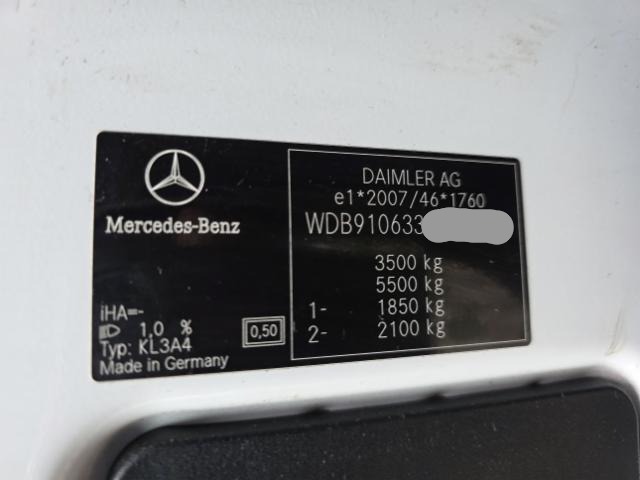 Mercedes-Benz
iHA=-
1,0 %
Typ: KL3A4
Made in Germany
0,50
DAIMLER AG
e1*2007/46*1760
WDB910633
3500 kg
5500 kg
1- 1850 kg
2- 2100 kg